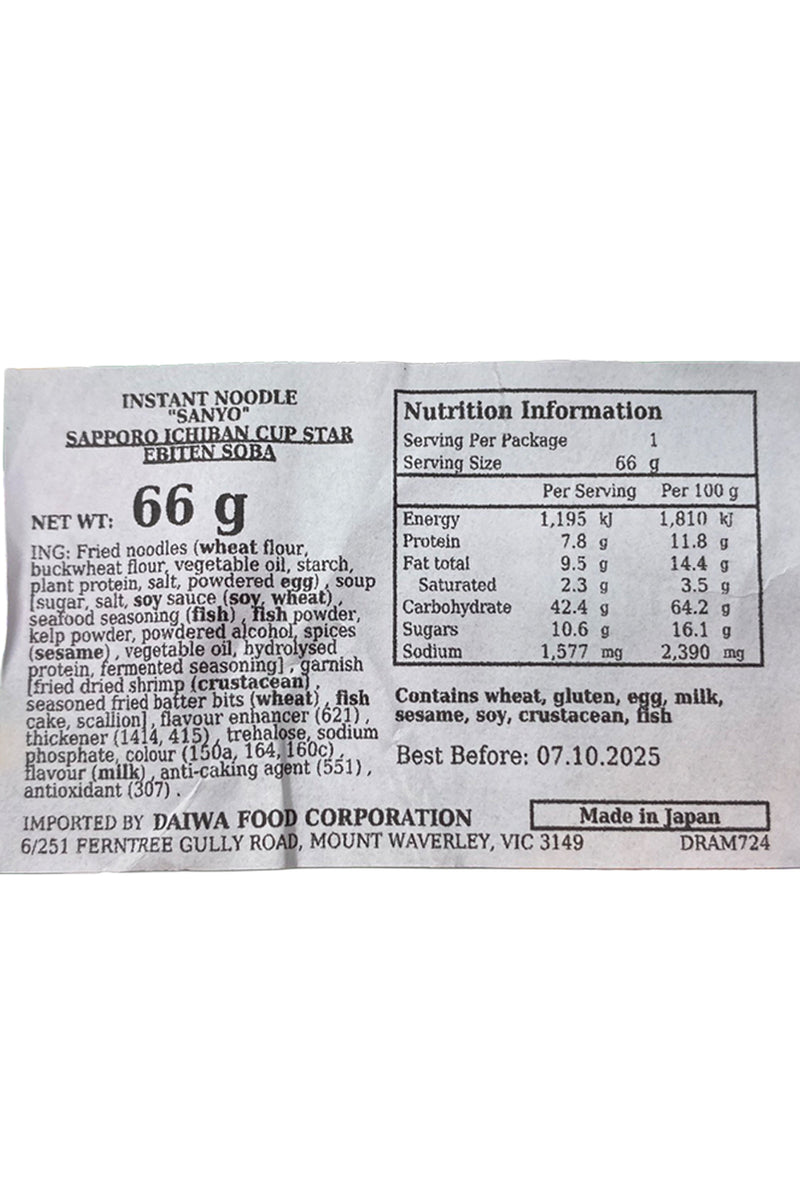 INSTANT NOODLE
"SANYO"
SAPPORO ICHIBAN CUP STAR
EBITEN SOBA
NET WT: 66 g
ING: Fried noodles (wheat flour,
buckwheat flour, vegetable oil, starch,
plant protein, salt, powdered egg) , soup
[sugar, salt, soy sauce (soy, wheat) ,
seafood seasoning (fish) , fish powder,
kelp powder, powdered alcohol, spices
(sesame) , vegetable oil, hydrolysed
protein, fermented seasoning] , garnish
[fried dried shrimp (crustacean) ,
seasoned fried batter bits (wheat) , fish
cake, scallion] , flavour enhancer (621) ,
thickener (1414, 415) , trehalose, sodium
phosphate, colour (150a, 164, 160c) ,
flavour (milk) , anti-caking agent (551) ,
antioxidant (307) .
Nutrition Information
Serving Per Package 1
Serving Size 66 g
Per Serving Per 100 g
Energy 1,195 kJ 1,810 kJ
Protein 7.8 g 11.8 g
Fat total 9.5 g 14.4 g
Saturated 2.3 g 3.5 g
Carbohydrate 42.4 g 64.2 g
Sugars 10.6 g 16.1 g
Sodium 1,577 mg 2,390 mg
Contains wheat, gluten, egg, milk,
sesame, soy, crustacean, fish
Best Before: 07.10.2025
IMPORTED BY DAIWA FOOD CORPORATION
6/251 FERNTREE GULLY ROAD, MOUNT WAVERLEY, VIC 3149
Made in Japan
DRAM724